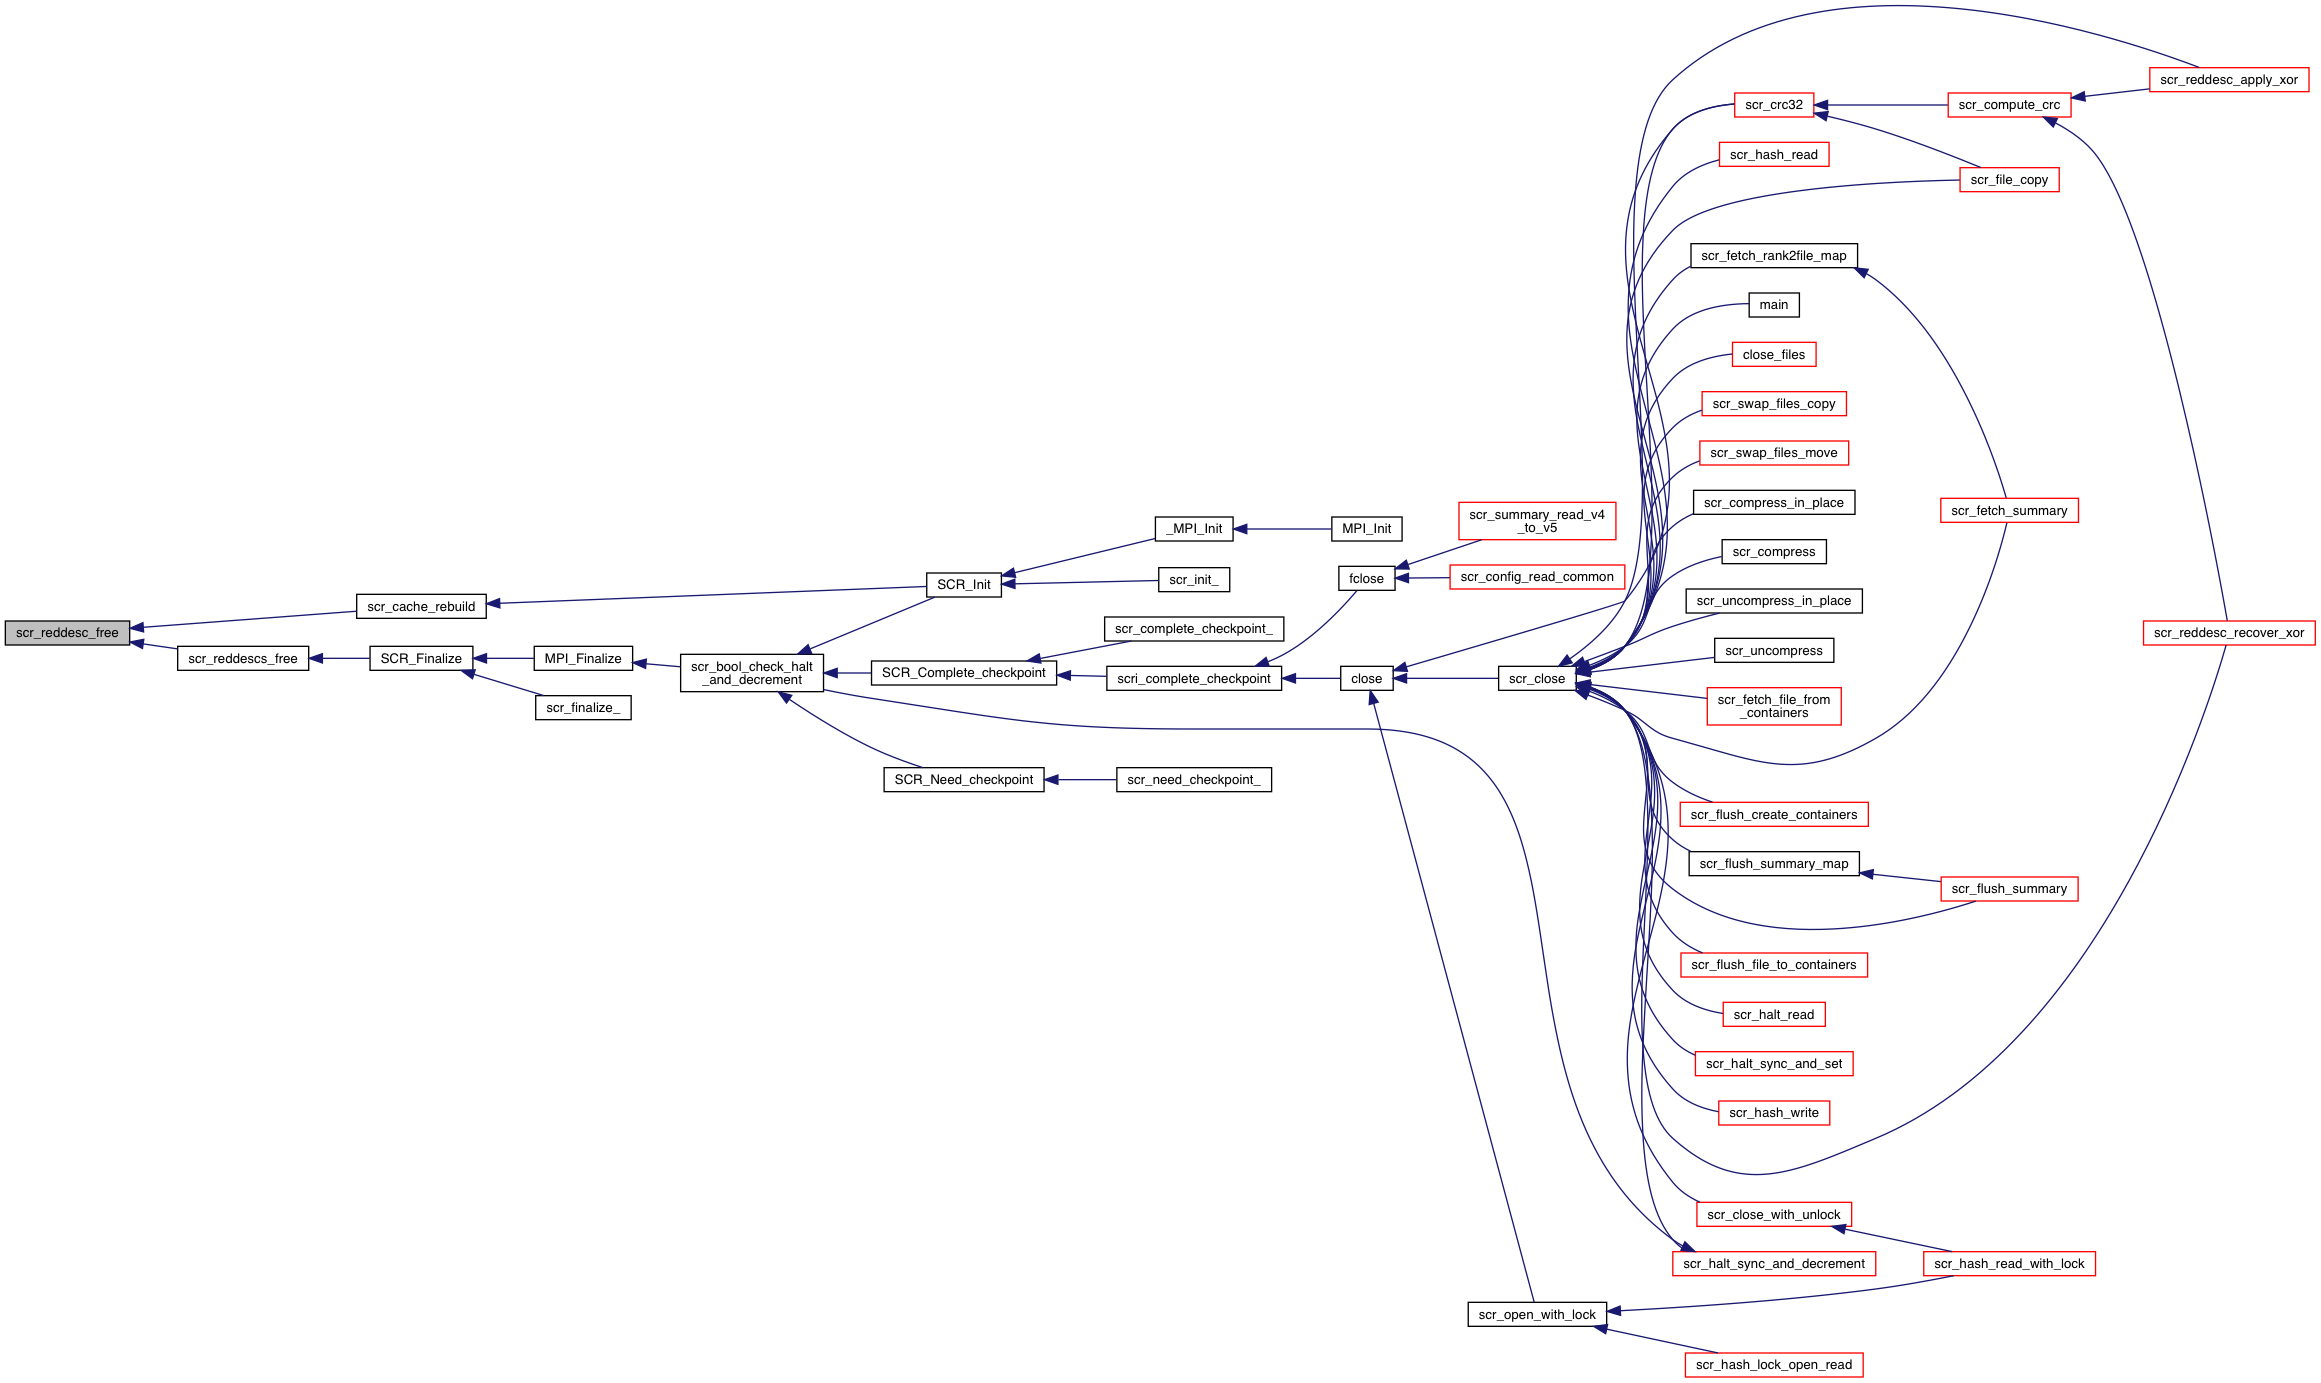 scr_reddesc_apply_xor
scr_crc32
scr_compute_crc
scr_hash_read
scr_file_copy
scr_fetch_rank2file_map
main
close_files
scr_swap_files_copy
scr_swap_files_move
scr_compress_in_place
scr_summary_read_v4
_to_v5
scr_fetch_summary
_MPI_Init
MPI_Init
scr_compress
SCR_Init
scr_init_
fclose
scr_config_read_common
scr_cache_rebuild
scr_uncompress_in_place
scr_reddesc_free
scr_complete_checkpoint_
scr_reddesc_recover_xor
scr_reddescs_free
SCR_Finalize
MPI_Finalize
scr_bool_check_halt
_and_decrement
SCR_Complete_checkpoint
scri_complete_checkpoint
close
scr_close
scr_uncompress
scr_finalize_
scr_fetch_file_from
_containers
SCR_Need_checkpoint
scr_need_checkpoint_
scr_flush_create_containers
scr_flush_summary_map
scr_flush_summary
scr_flush_file_to_containers
scr_halt_read
scr_halt_sync_and_set
scr_hash_write
scr_close_with_unlock
scr_halt_sync_and_decrement
scr_hash_read_with_lock
scr_open_with_lock
scr_hash_lock_open_read